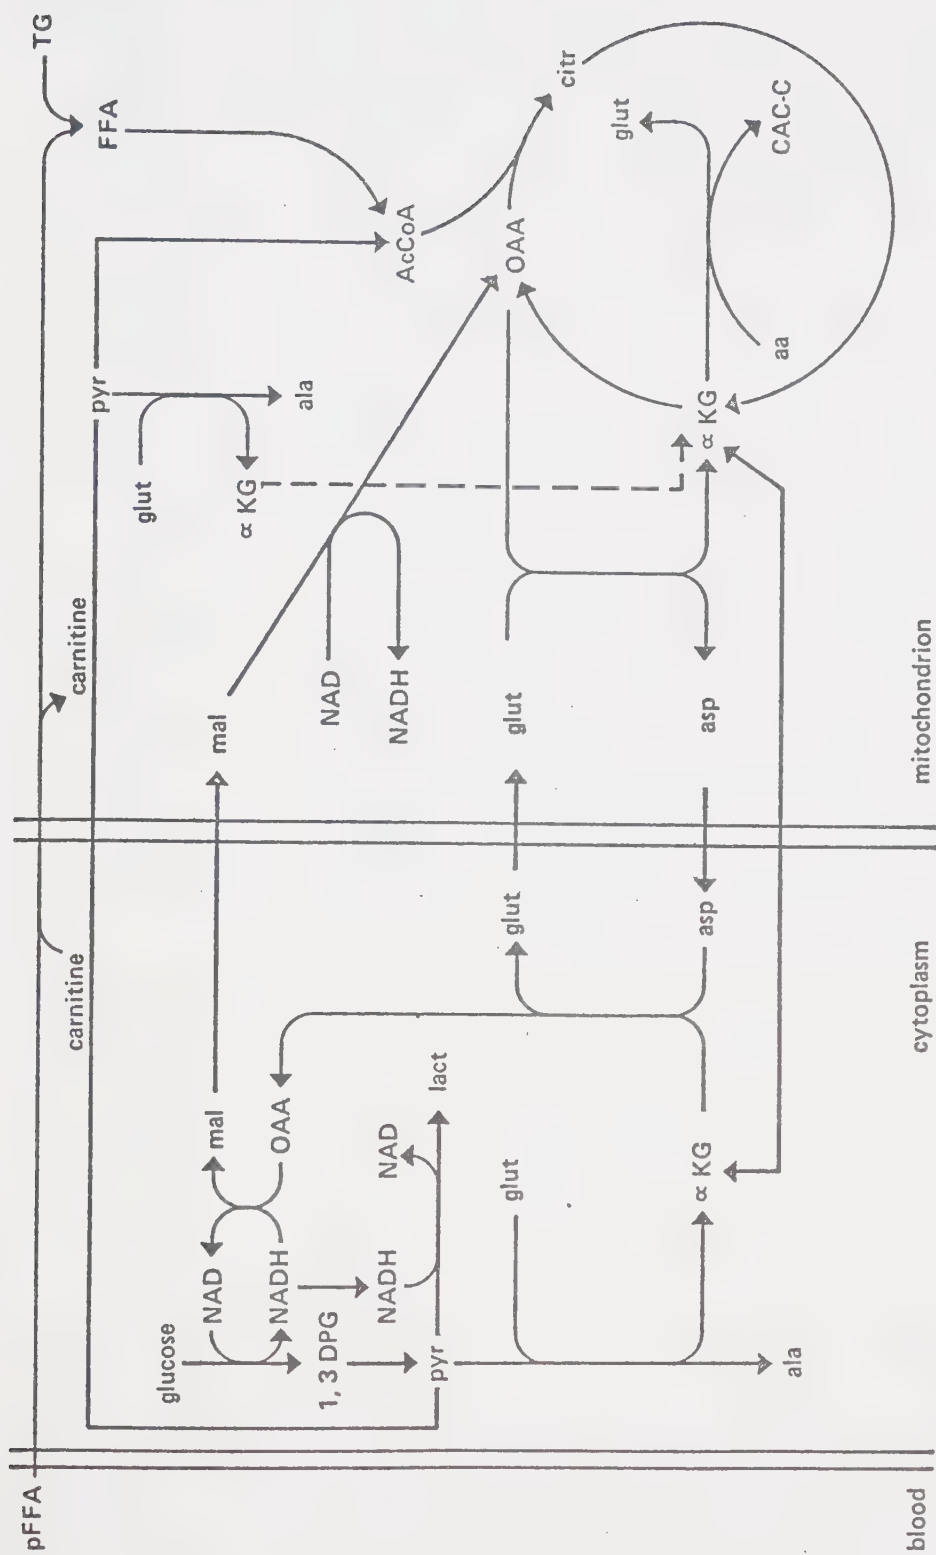 TG
pFFA
FFA
carnitine
carnitine
pyr
AcCoA
citr
glut
ala
α KG
glucose
NAD
mal
mal
NADH
OAA
NAD
NADH
OAA
glut
CAC-C
aa
α KG
1, 3 DPG
NADH
NAD
pyr
lact
glut
glut
glut
α KG
asp
asp
ala
blood
cytoplasm
mitochondrion